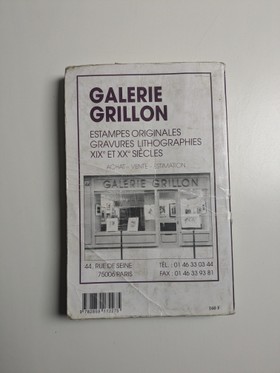 GALERIE
GRILLON
ESTAMPES ORIGINALES
GRAVURES LITHOGRAPHIES
XIXᵉ ET XXᵉ SIÈCLES
ACHAT - VENTE - ESTIMATION
GALERIE GRILLON
44, RUE DE SEINE
75006 PARIS
TÉL. : 01 46 33 03 44
FAX : 01 46 33 93 81